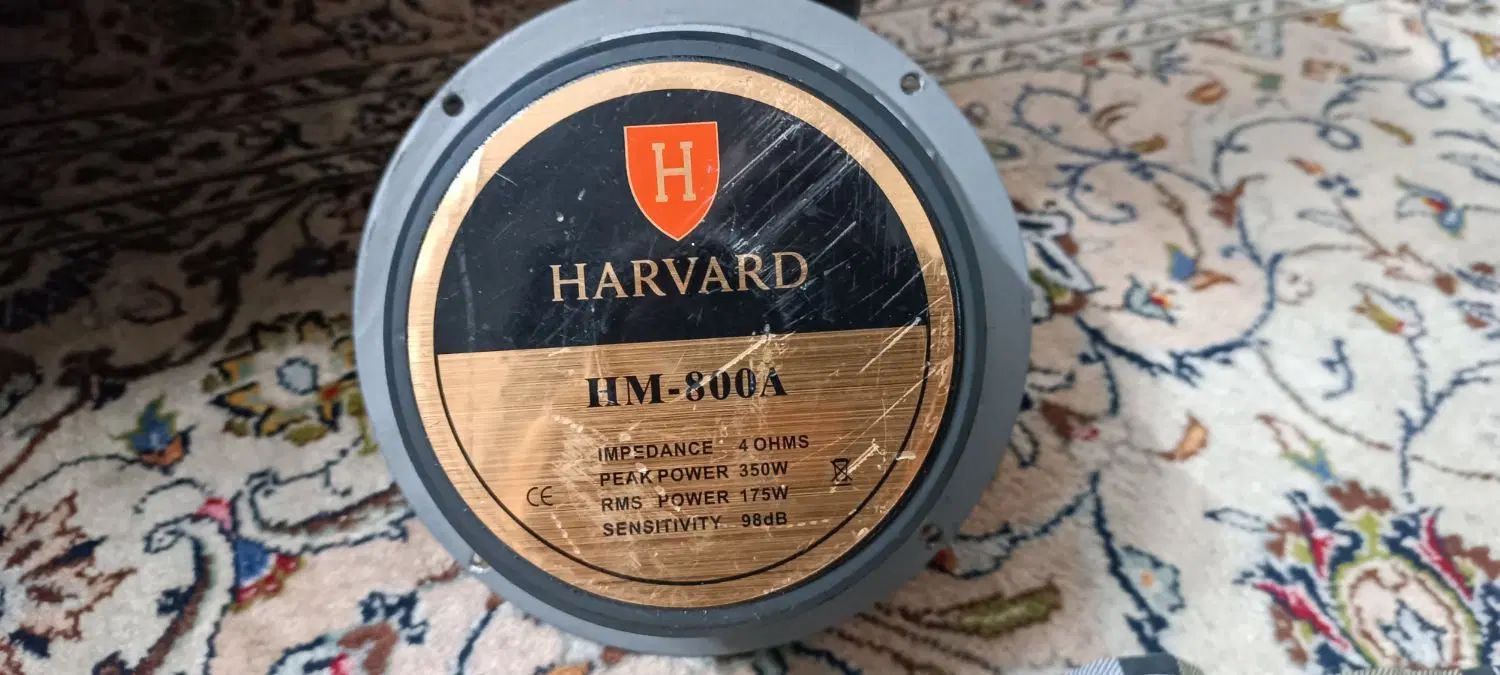 H
HARVARD
HM-800A
IMPEDANCE 4 OHMS
PEAK POWER 350W
RMS POWER 175W
SENSITIVITY 98dB
CE